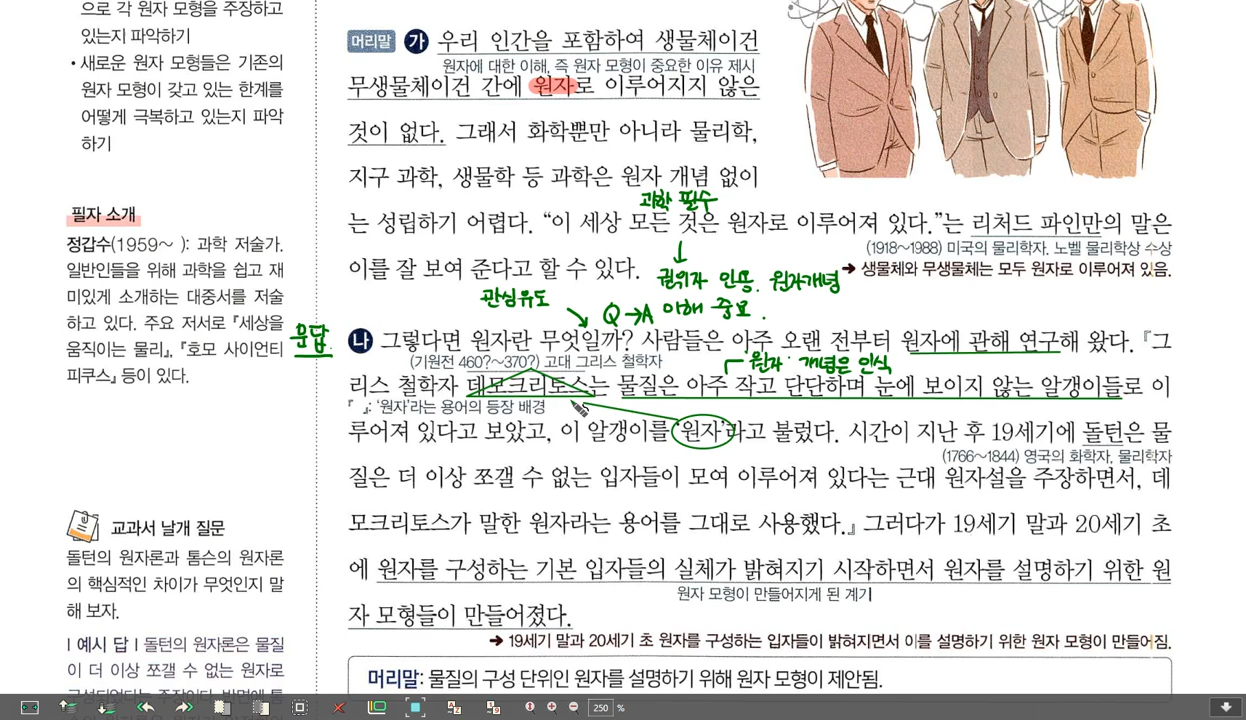 으로 각 원자 모형을 주장하고
있는지 파악하기
• 새로운 원자 모형들은 기존의
원자 모형이 갖고 있는 한계를
어떻게 극복하고 있는지 파악
하기
필자 소개
정갑수(1959~ ): 과학 저술가.
일반인들을 위해 과학을 쉽고 재
미있게 소개하는 대중서를 저술
하고 있다. 주요 저서로 『세상을
움직이는 물리』, 『호모 사이언티
피쿠스』 등이 있다.
교과서 날개 질문
돌턴의 원자론과 톰슨의 원자론
의 핵심적인 차이가 무엇인지 말
해 보자.
| 예시 답 | 돌턴의 원자론은 물질
이 더 이상 쪼갤 수 없는 원자로
머리말 가 우리 인간을 포함하여 생물체이건
원자에 대한 이해, 즉 원자 모형이 중요한 이유 제시
무생물체이건 간에 원자로 이루어지지 않은
것이 없다. 그래서 화학뿐만 아니라 물리학,
지구 과학, 생물학 등 과학은 원자 개념 없이
과학 필수
는 성립하기 어렵다. “이 세상 모든 것은 원자로 이루어져 있다.”는 리처드 파인만의 말은
(1918~1988) 미국의 물리학자. 노벨 물리학상 수상
이를 잘 보여 준다고 할 수 있다.
➔ 생물체와 무생물체는 모두 원자로 이루어져 있음.
↓
권위자 인용. 원자개념
관심유도
Q→A 이해 중요.
문답
나 그렇다면 원자란 무엇일까? 사람들은 아주 오랜 전부터 원자에 관해 연구해 왔다. 『그
(기원전 460?~370?) 고대 그리스 철학자
'원자' 개념은 인식
리스 철학자 데모크리토스는 물질은 아주 작고 단단하며 눈에 보이지 않는 알갱이들로 이
『 』: '원자'라는 용어의 등장 배경
루어져 있다고 보았고, 이 알갱이를 '원자'라고 불렀다. 시간이 지난 후 19세기에 돌턴은 물
(1766~1844) 영국의 화학자, 물리학자
질은 더 이상 쪼갤 수 없는 입자들이 모여 이루어져 있다는 근대 원자설을 주장하면서, 데
모크리토스가 말한 원자라는 용어를 그대로 사용했다.』 그러다가 19세기 말과 20세기 초
에 원자를 구성하는 기본 입자들의 실체가 밝혀지기 시작하면서 원자를 설명하기 위한 원
원자 모형이 만들어지게 된 계기
자 모형들이 만들어졌다.
➔ 19세기 말과 20세기 초 원자를 구성하는 입자들이 밝혀지면서 이를 설명하기 위한 원자 모형이 만들어짐.
머리말: 물질의 구성 단위인 원자를 설명하기 위해 원자 모형이 제안됨.
250 %